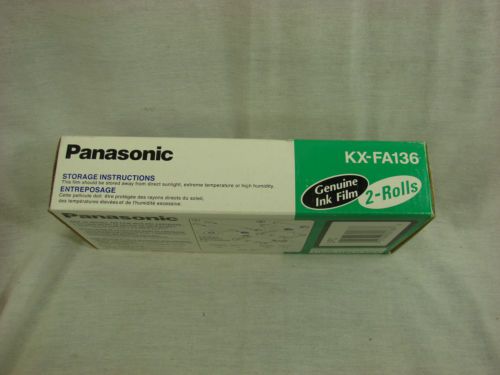 Panasonic
KX-FA136
STORAGE INSTRUCTIONS
This film should be stored away from direct sunlight, extreme temperature or high humidity.
ENTREPOSAGE
Cette pellicule doit être protégée des rayons directs du soleil,
des températures élevées et de l'humidité excessive.
Genuine
Ink Film
2-Rolls
Panasonic